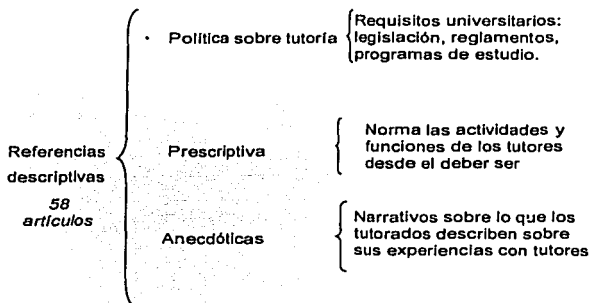 Referencias
descriptivas
58
artículos
· Política sobre tutoría
Requisitos universitarios:
legislación, reglamentos,
programas de estudio.
Prescriptiva
Norma las actividades y
funciones de los tutores
desde el deber ser
Anecdóticas
Narrativos sobre lo que los
tutorados describen sobre
sus experiencias con tutores